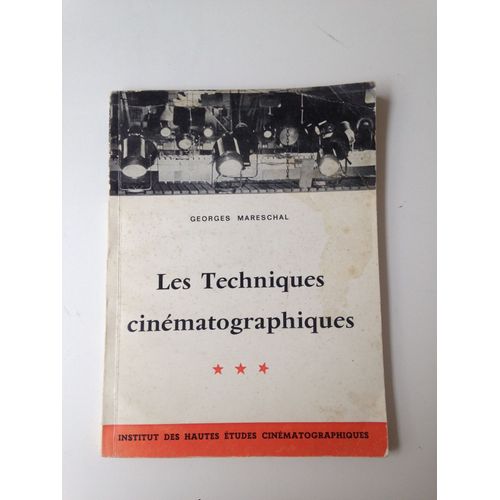 GEORGES MARESCHAL
Les Techniques
cinématographiques
INSTITUT DES HAUTES ÉTUDES CINÉMATOGRAPHIQUES